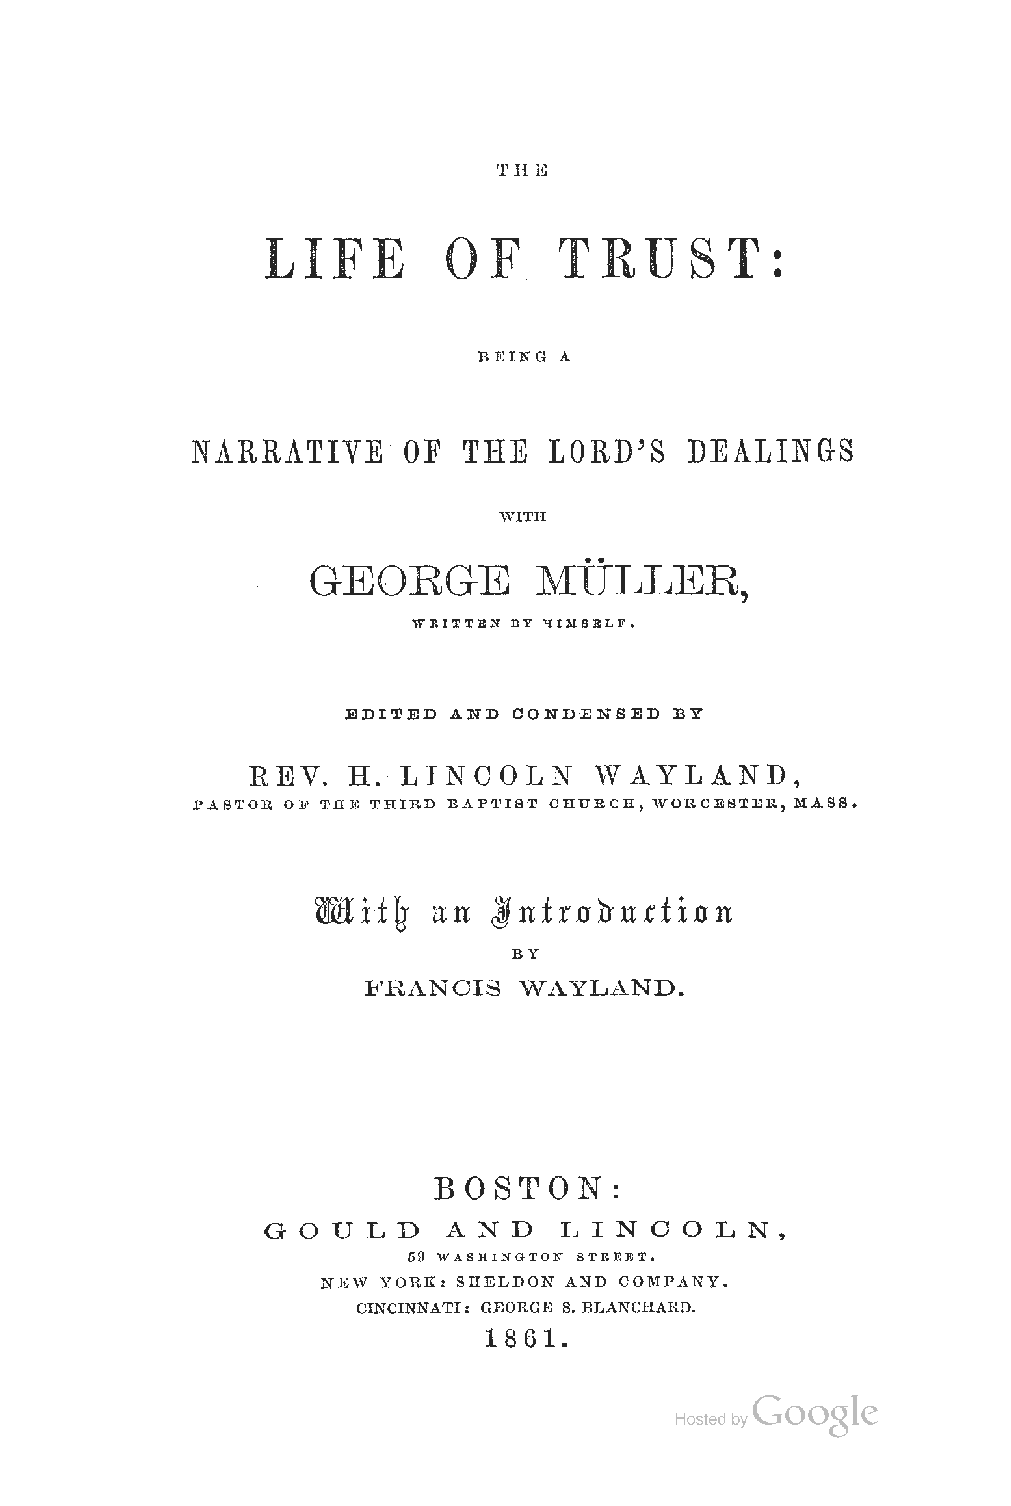 THE
LIFE OF TRUST:
BEING A
NARRATIVE OF THE LORD'S DEALINGS
WITH
GEORGE MÜLLER,
WRITTEN BY HIMSELF.
EDITED AND CONDENSED BY
REV. H. LINCOLN WAYLAND,
PASTOR OF THE THIRD BAPTIST CHURCH, WORCESTER, MASS.
With an Introduction
BY
FRANCIS WAYLAND.
BOSTON:
GOULD AND LINCOLN,
59 WASHINGTON STREET.
NEW YORK: SHELDON AND COMPANY.
CINCINNATI: GEORGE S. BLANCHARD.
1861.
Hosted by Google